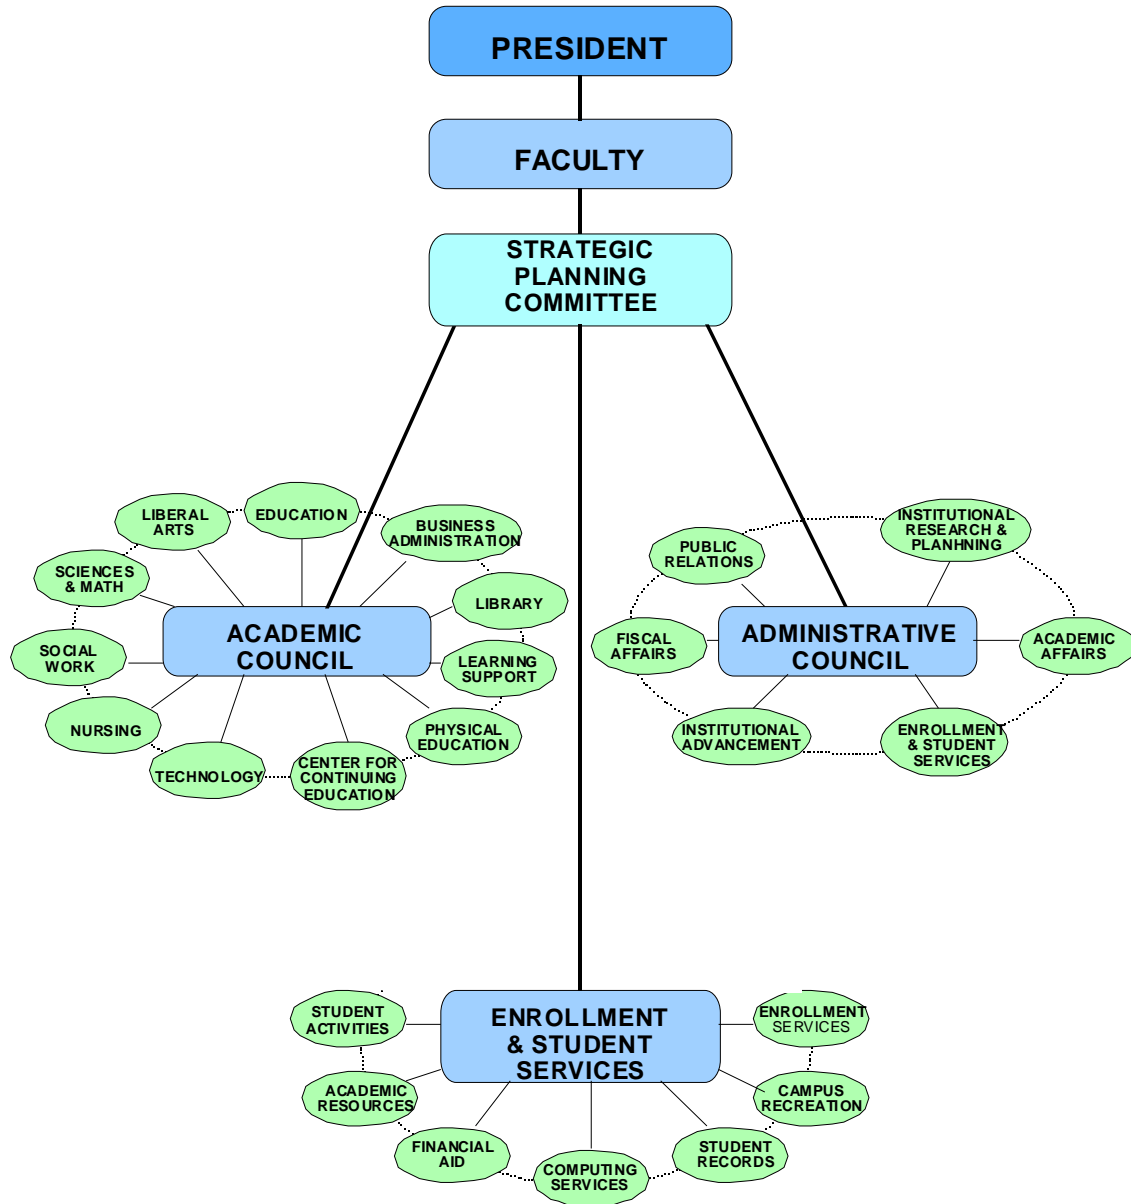 PRESIDENT
FACULTY
STRATEGIC
PLANNING
COMMITTEE
LIBERAL
ARTS
EDUCATION
BUSINESS
ADMINISTRATION
SCIENCES
& MATH
LIBRARY
ACADEMIC
COUNCIL
SOCIAL
WORK
LEARNING
SUPPORT
NURSING
PHYSICAL
EDUCATION
TECHNOLOGY
CENTER FOR
CONTINUING
EDUCATION
PUBLIC
RELATIONS
INSTITUTIONAL
RESEARCH &
PLANHNING
FISCAL
AFFAIRS
ADMINISTRATIVE
COUNCIL
ACADEMIC
AFFAIRS
INSTITUTIONAL
ADVANCEMENT
ENROLLMENT
& STUDENT
SERVICES
STUDENT
ACTIVITIES
ENROLLMENT
& STUDENT
SERVICES
ENROLLMENT
SERVICES
ACADEMIC
RESOURCES
CAMPUS
RECREATION
FINANCIAL
AID
COMPUTING
SERVICES
STUDENT
RECORDS